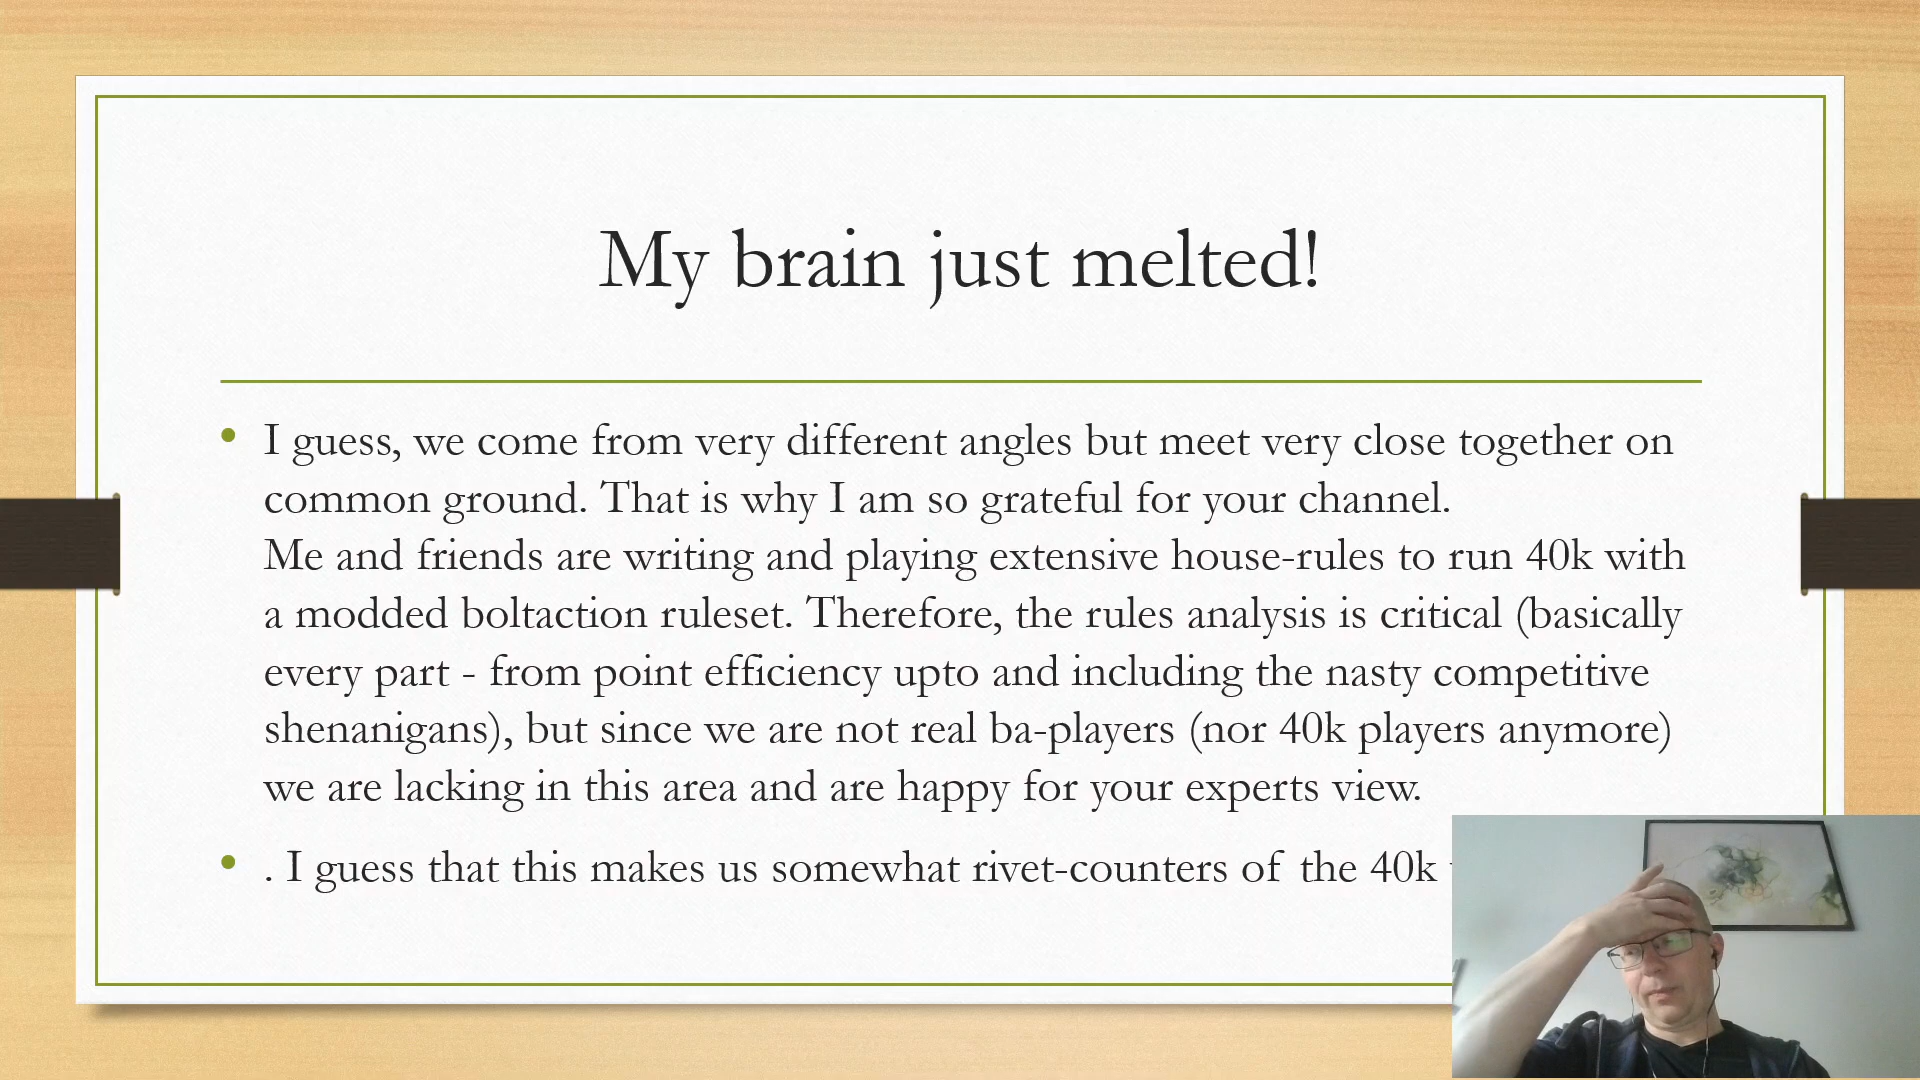 My brain just melted!
• I guess, we come from very different angles but meet very close together on
common ground. That is why I am so grateful for your channel.
Me and friends are writing and playing extensive house-rules to run 40k with
a modded boltaction ruleset. Therefore, the rules analysis is critical (basically
every part - from point efficiency upto and including the nasty competitive
shenanigans), but since we are not real ba-players (nor 40k players anymore)
we are lacking in this area and are happy for your experts view.
• . I guess that this makes us somewhat rivet-counters of the 40k